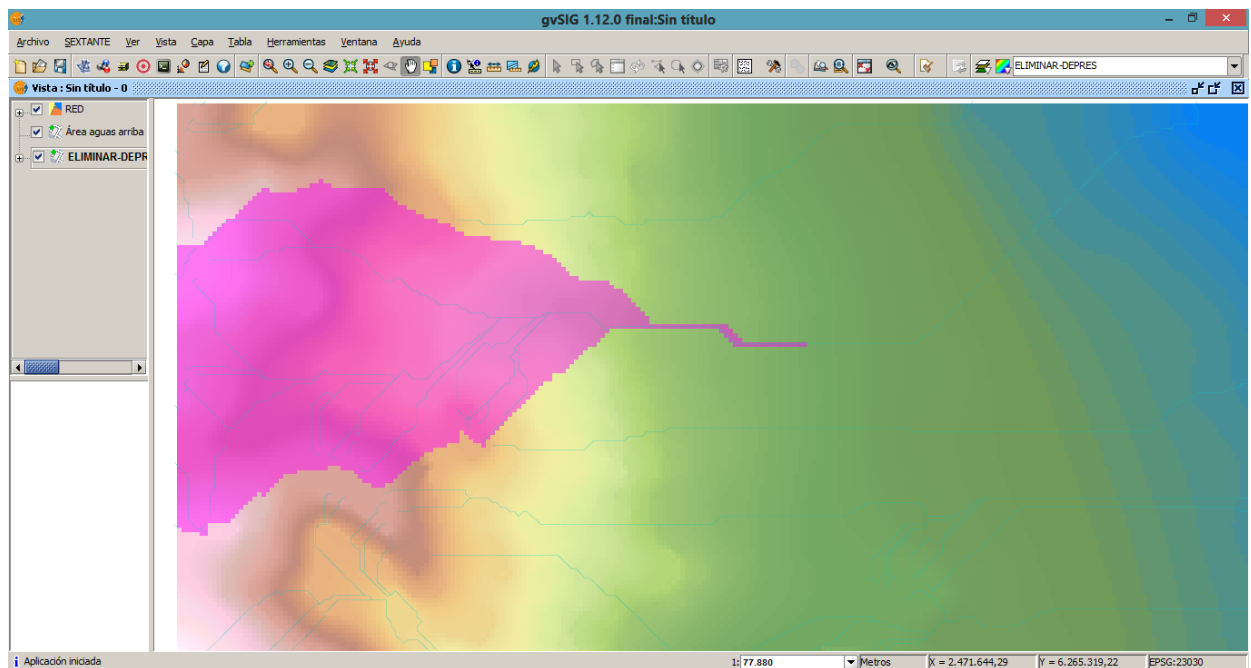 gvSIG 1.12.0 final:Sin título
Archivo SEXTANTE Ver Vista Capa Tabla Herramientas Ventana Ayuda
ELIMINAR-DEPRES
Vista : Sin título - 0
RED
Área aguas arriba
ELIMINAR-DEPR
Aplicación iniciada 1: 77.880 Metros X = 2.471.644,29 Y = 6.265.319,22 EPSG:23030